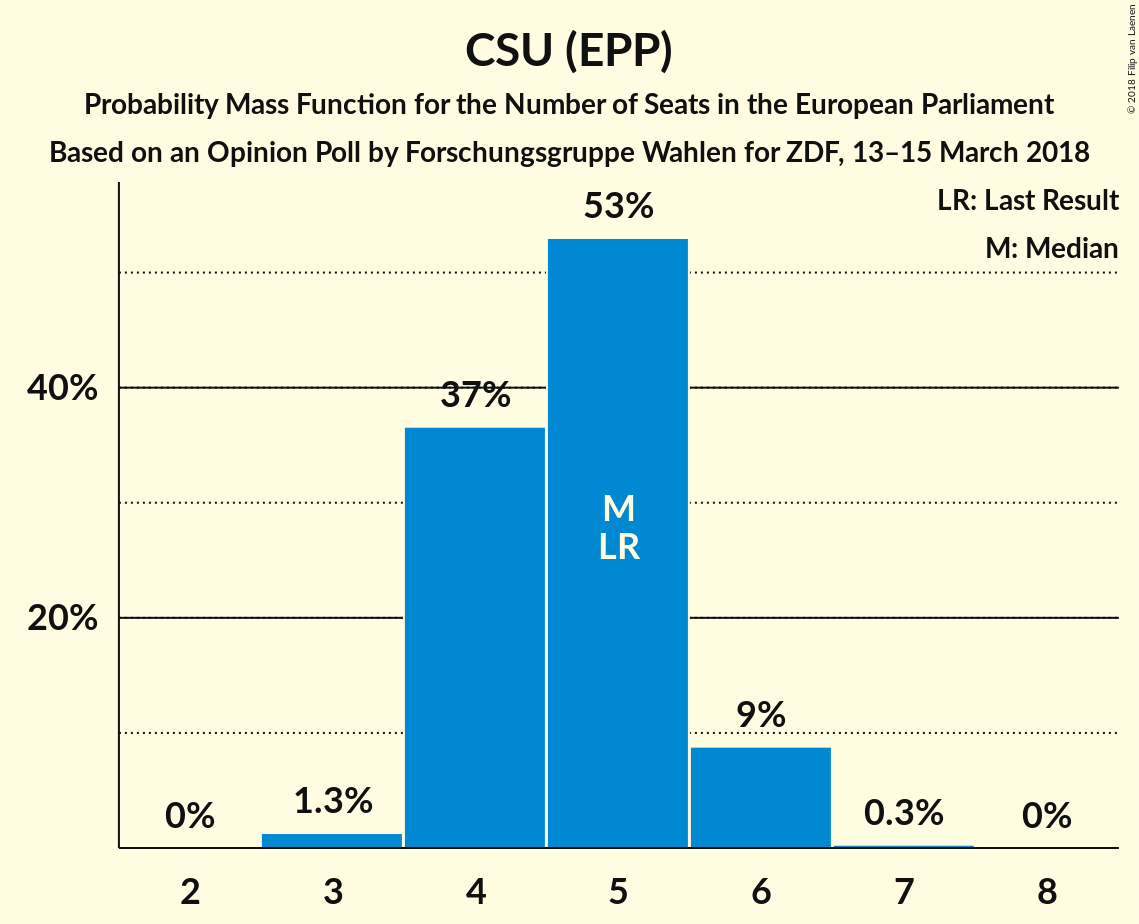 CSU (EPP)
Probability Mass Function for the Number of Seats in the European Parliament
Based on an Opinion Poll by Forschungsgruppe Wahlen for ZDF, 13–15 March 2018
© 2018 Filip van Laenen
LR: Last Result
M: Median
53%
40%
37%
M
LR
20%
9%
1.3%
0.3%
0%
0%
2 3 4 5 6 7 8